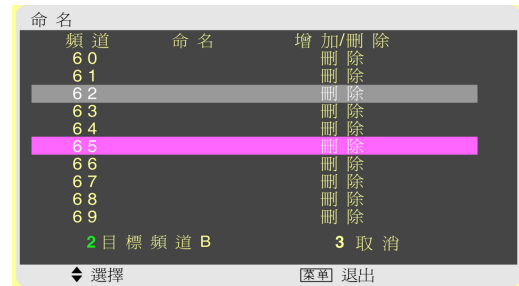 命名
頻道 命名 增加/刪除
60 刪除
61 刪除
62 刪除
63 刪除
64 刪除
65 刪除
66 刪除
67 刪除
68 刪除
69 刪除
2目標頻道B 3 取消
選擇 菜单 退出